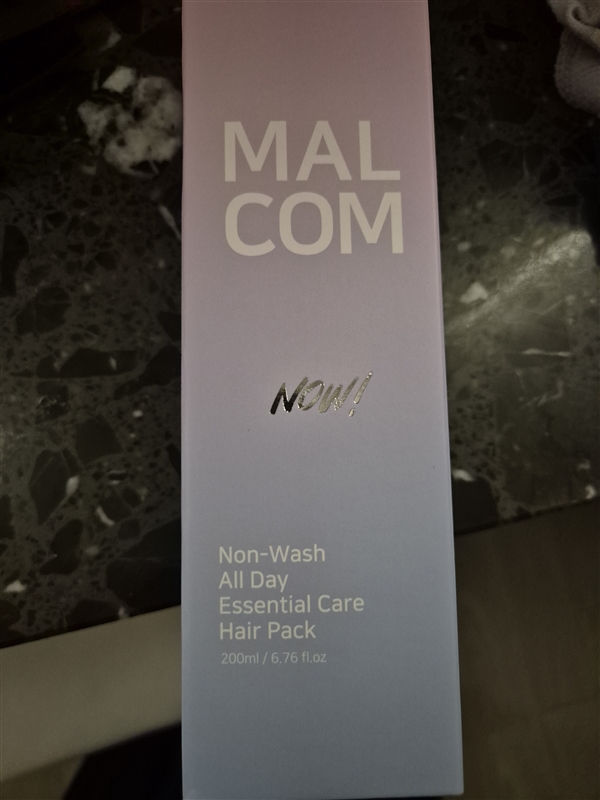 MAL
COM
NOW!
Non-Wash
All Day
Essential Care
Hair Pack
200ml / 6.76 fl.oz